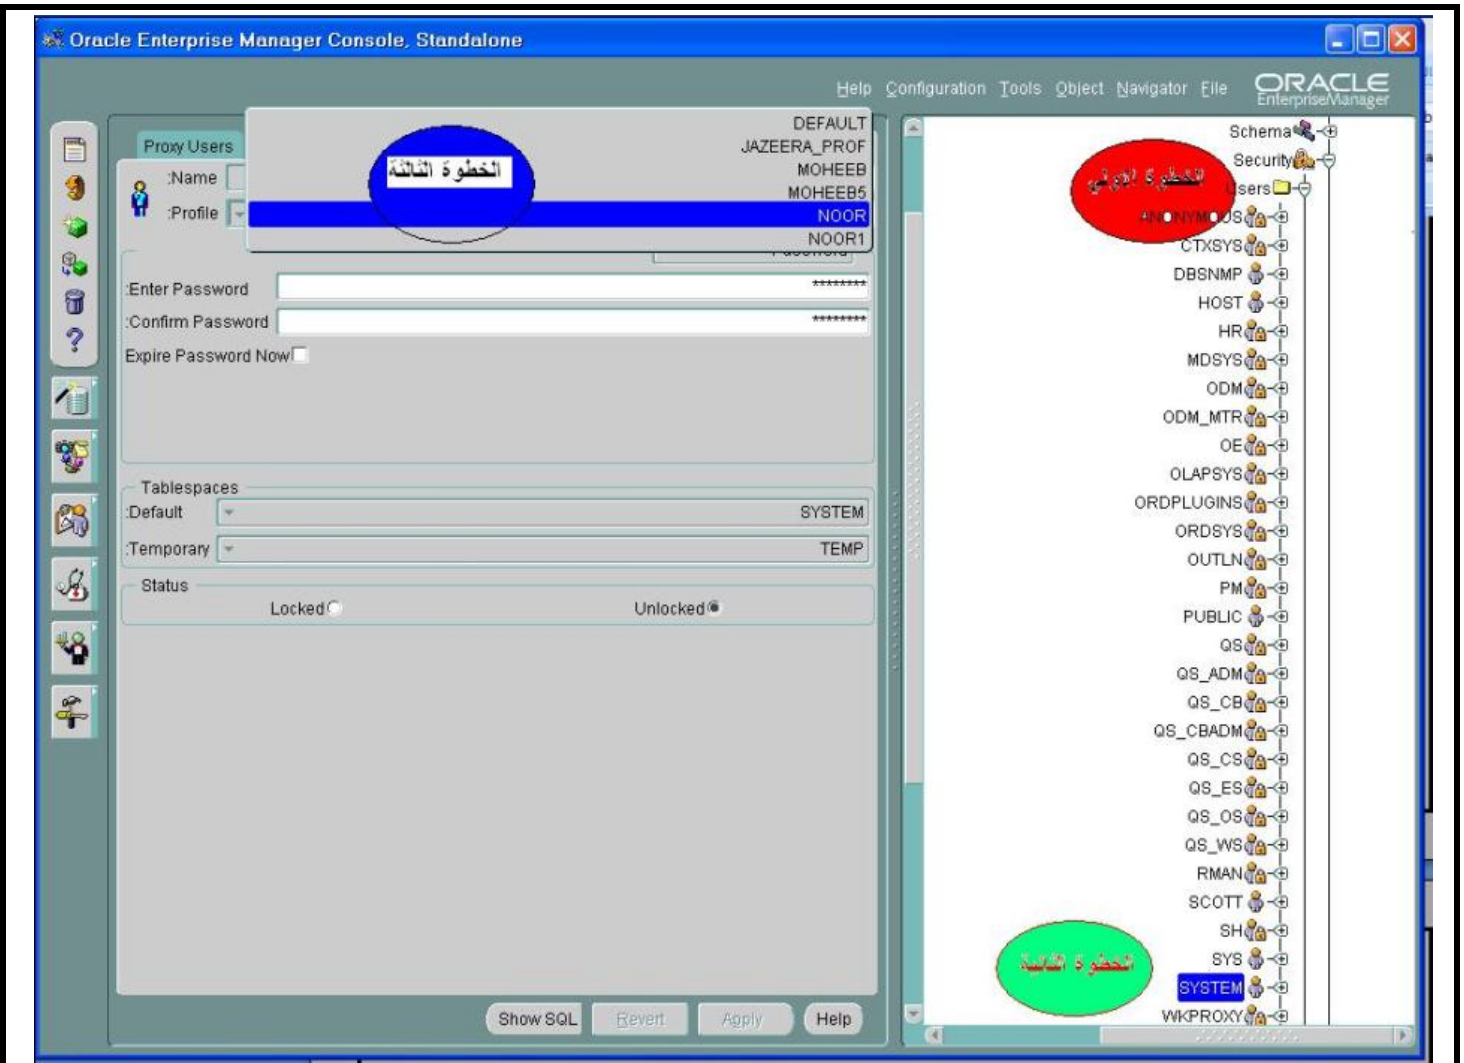 Oracle Enterprise Manager Console, Standalone
Help Configuration Tools Object Navigator File
ORACLE
EnterpriseManager
Proxy Users
:Name
:Profile
DEFAULT
JAZEERA_PROF
MOHEEB
MOHEEB5
NOOR
NOOR1
الخطوة الثالثة
Password
:Enter Password
********
:Confirm Password
********
Expire Password Now
Tablespaces
:Default
SYSTEM
:Temporary
TEMP
Status
Locked
Unlocked
Show SQL
Revert
Apply
Help
Schema
Security
Users
الخطوة الاولى
ANONYMOUS
CTXSYS
DBSNMP
HOST
HR
MDSYS
ODM
ODM_MTR
OE
OLAPSYS
ORDPLUGINS
ORDSYS
OUTLN
PM
PUBLIC
QS
QS_ADM
QS_CB
QS_CBADM
QS_CS
QS_ES
QS_OS
QS_WS
RMAN
SCOTT
SH
SYS
الخطوة الثانية
SYSTEM
WKPROXY